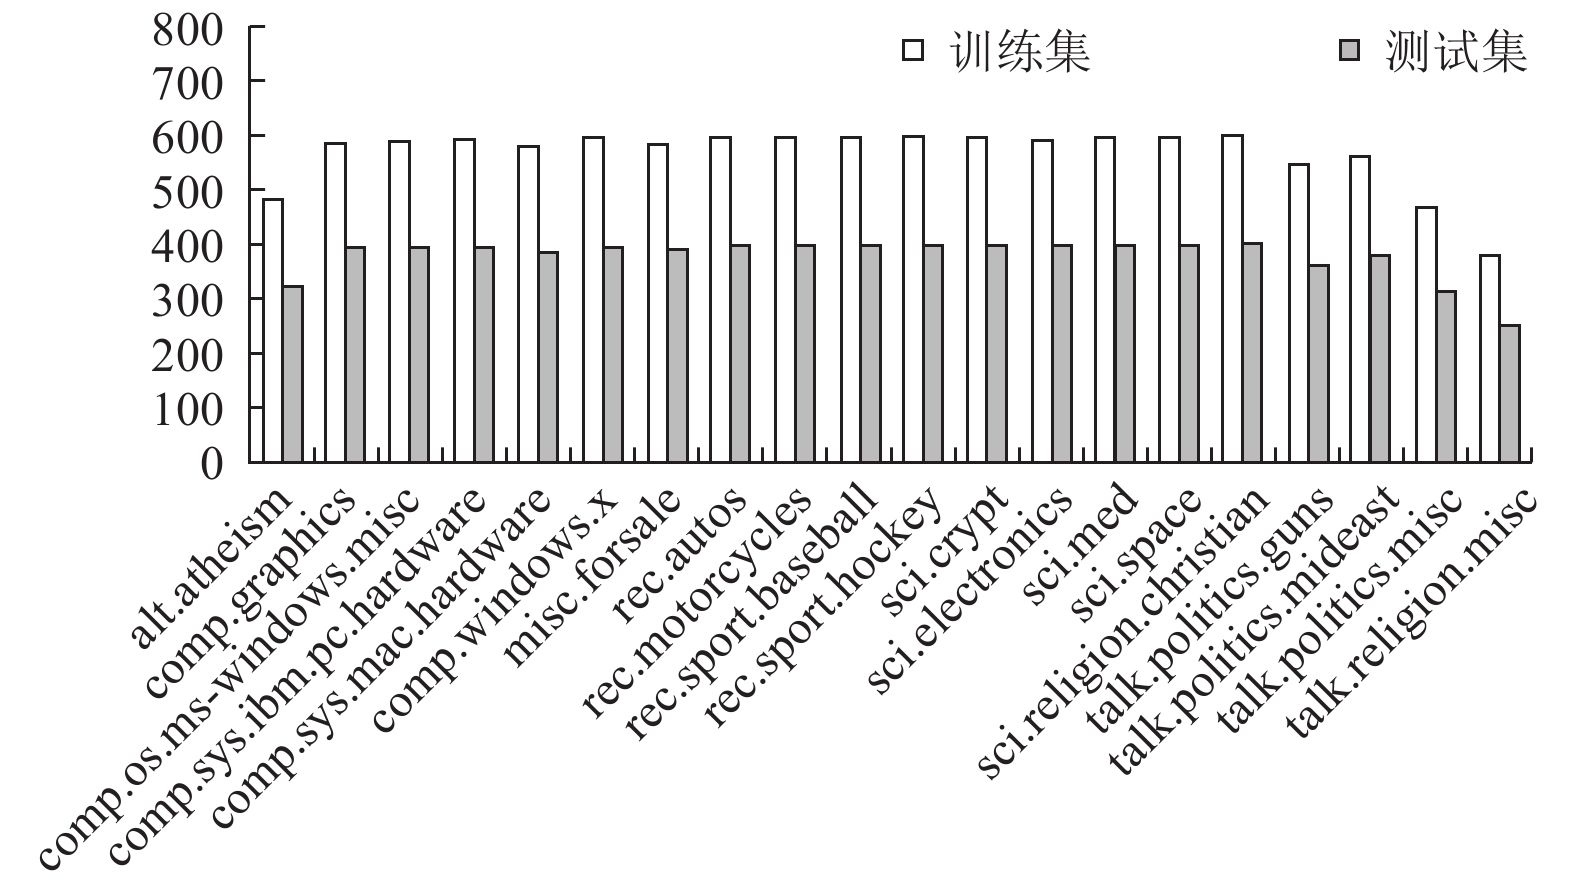 800
700
600
500
400
300
200
100
0
训练集
测试集
alt.atheism
comp.graphics
comp.os.ms-windows.misc
comp.sys.ibm.pc.hardware
comp.sys.mac.hardware
comp.windows.x
misc.forsale
rec.autos
rec.motorcycles
rec.sport.baseball
rec.sport.hockey
sci.crypt
sci.electronics
sci.med
sci.space
sci.religion.christian
talk.politics.guns
talk.politics.mideast
talk.politics.misc
talk.religion.misc